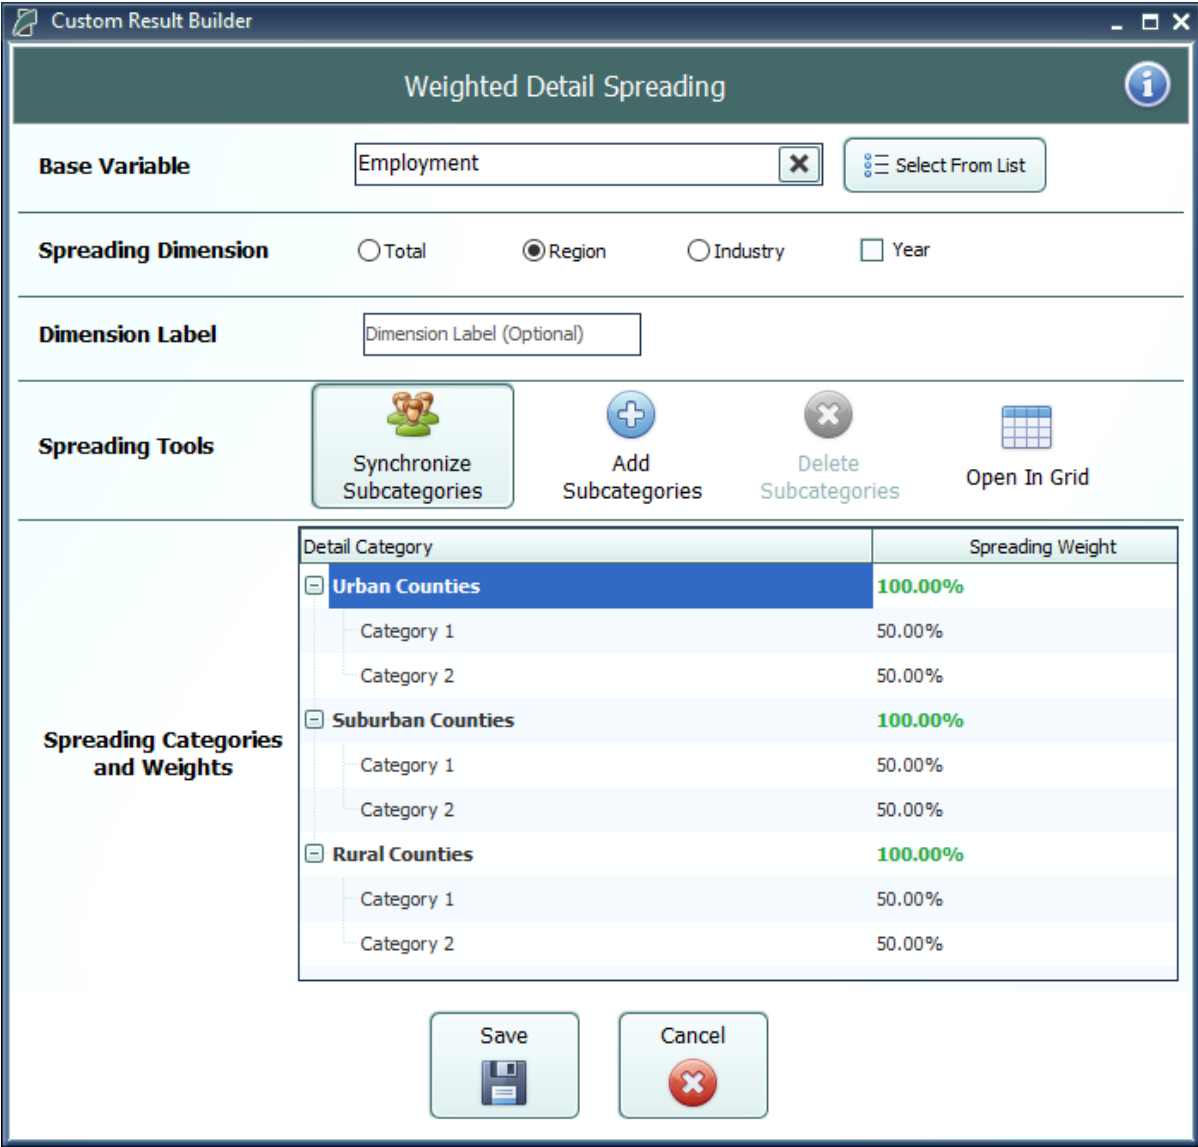 Custom Result Builder
Weighted Detail Spreading
Base Variable
Employment
Select From List
Spreading Dimension
Total
Region
Industry
Year
Dimension Label
Dimension Label (Optional)
Spreading Tools
Synchronize
Subcategories
Add
Subcategories
Delete
Subcategories
Open In Grid
Spreading Categories
and Weights
Detail Category Spreading Weight
Urban Counties 100.00%
Category 1 50.00%
Category 2 50.00%
Suburban Counties 100.00%
Category 1 50.00%
Category 2 50.00%
Rural Counties 100.00%
Category 1 50.00%
Category 2 50.00%
Save
Cancel